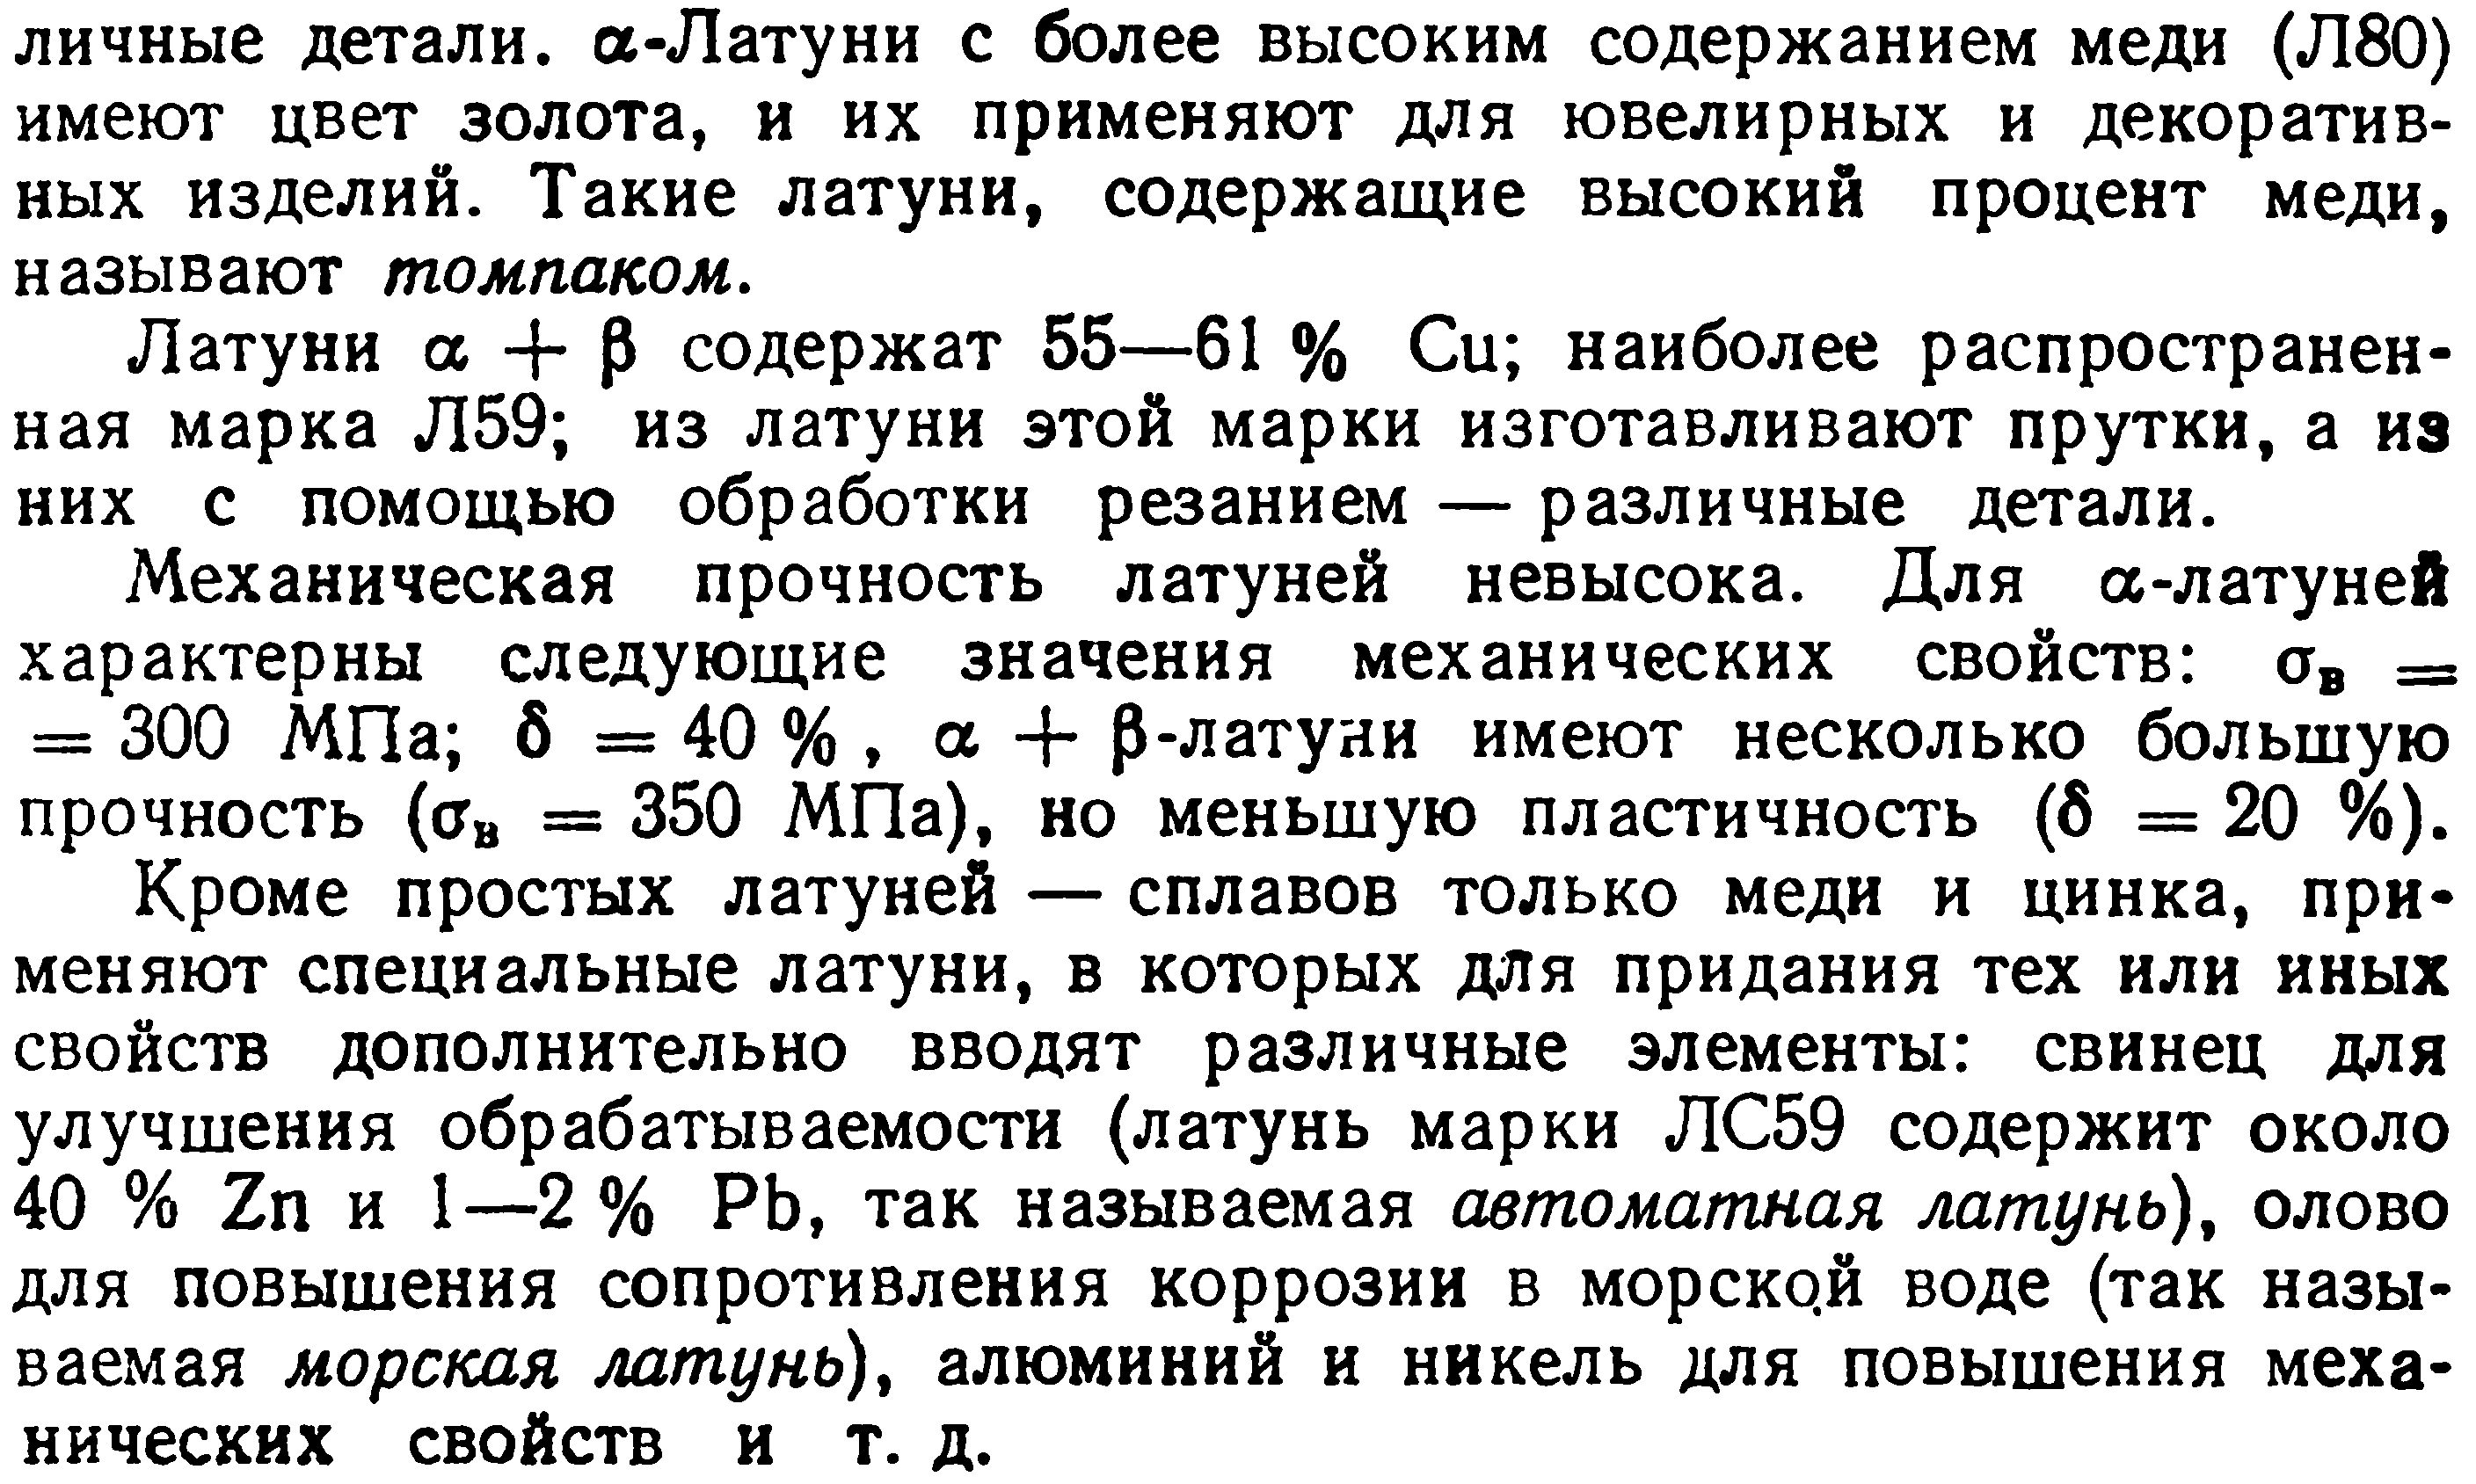 личные детали. α-Латуни с более высоким содержанием меди (Л80)
имеют цвет золота, и их применяют для ювелирных и декоратив-
ных изделий. Такие латуни, содержащие высокий процент меди,
называют томпаком.
Латуни α + β содержат 55—61 % Cu; наиболее распространен-
ная марка Л59; из латуни этой марки изготавливают прутки, а из
них с помощью обработки резанием — различные детали.
Механическая прочность латуней невысока. Для α-латуней
характерны следующие значения механических свойств: σв =
= 300 МПа; δ = 40 %, α + β-латуни имеют несколько большую
прочность (σв = 350 МПа), но меньшую пластичность (δ = 20 %).
Кроме простых латуней — сплавов только меди и цинка, при-
меняют специальные латуни, в которых для придания тех или иных
свойств дополнительно вводят различные элементы: свинец для
улучшения обрабатываемости (латунь марки ЛС59 содержит около
40 % Zn и 1—2 % Pb, так называемая автоматная латунь), олово
для повышения сопротивления коррозии в морской воде (так назы-
ваемая морская латунь), алюминий и никель для повышения меха-
нических свойств и т. д.